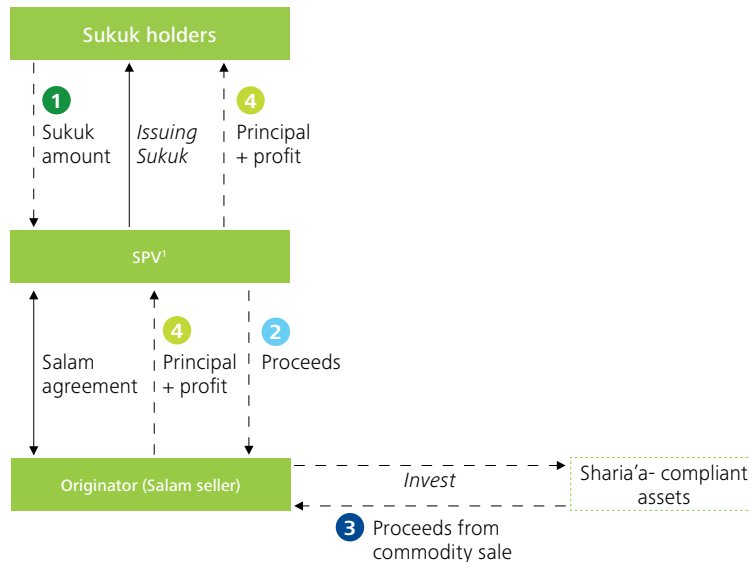 Sukuk holders
1
Sukuk
amount
Issuing
Sukuk
4
Principal
+ profit
SPV¹
Salam
agreement
4
Principal
+ profit
2
Proceeds
Originator (Salam seller)
Invest
Sharia'a- compliant
assets
3
Proceeds from
commodity sale